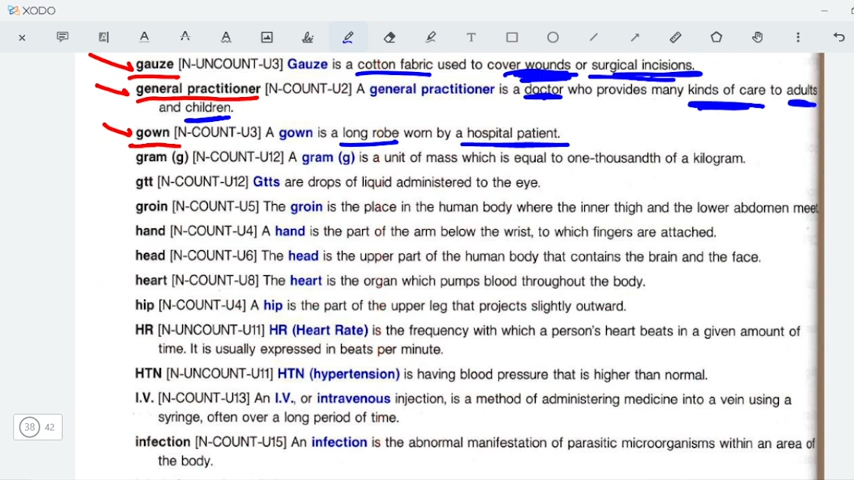 XODO
gauze [N-UNCOUNT-U3] Gauze is a cotton fabric used to cover wounds or surgical incisions.
general practitioner [N-COUNT-U2] A general practitioner is a doctor who provides many kinds of care to adults
and children.
gown [N-COUNT-U3] A gown is a long robe worn by a hospital patient.
gram (g) [N-COUNT-U12] A gram (g) is a unit of mass which is equal to one-thousandth of a kilogram.
gtt [N-COUNT-U12] Gtts are drops of liquid administered to the eye.
groin [N-COUNT-U5] The groin is the place in the human body where the inner thigh and the lower abdomen meet
hand [N-COUNT-U4] A hand is the part of the arm below the wrist, to which fingers are attached.
head [N-COUNT-U6] The head is the upper part of the human body that contains the brain and the face.
heart [N-COUNT-U8] The heart is the organ which pumps blood throughout the body.
hip [N-COUNT-U4] A hip is the part of the upper leg that projects slightly outward.
HR [N-UNCOUNT-U11] HR (Heart Rate) is the frequency with which a person's heart beats in a given amount of
time. It is usually expressed in beats per minute.
HTN [N-UNCOUNT-U11] HTN (hypertension) is having blood pressure that is higher than normal.
I.V. [N-COUNT-U13] An I.V., or intravenous injection, is a method of administering medicine into a vein using a
syringe, often over a long period of time.
38 42
infection [N-COUNT-U15] An infection is the abnormal manifestation of parasitic microorganisms within an area of
the body.